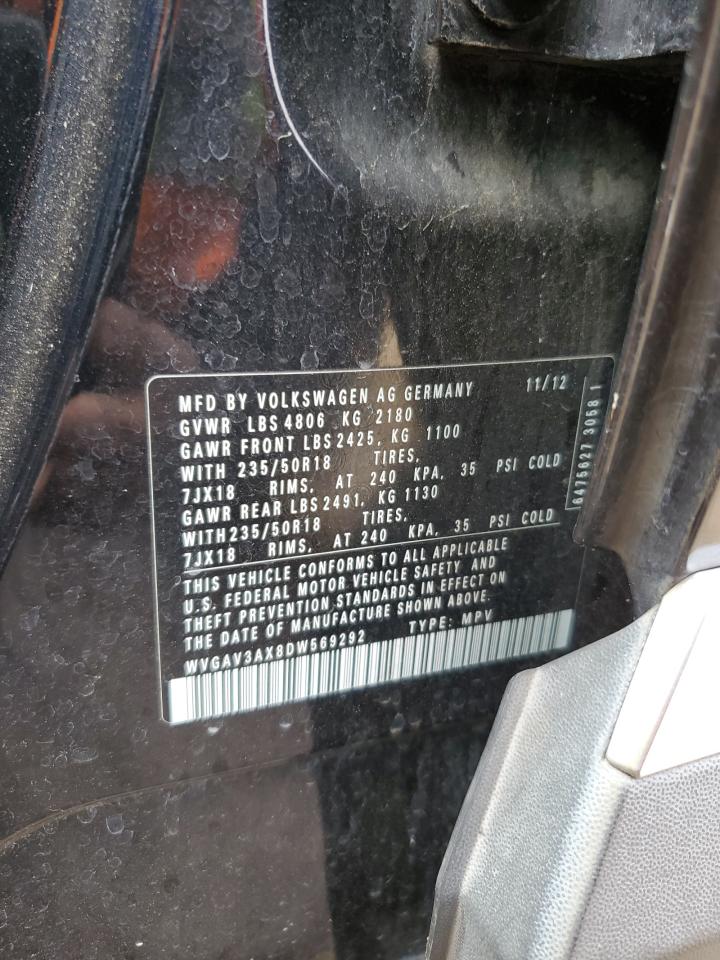 MFD BY VOLKSWAGEN AG GERMANY 11/12
GVWR LBS 4806 KG 2180
GAWR FRONT LBS 2425, KG 1100
WITH 235/50R18 TIRES,
7JX18 RIMS, AT 240 KPA, 35 PSI COLD
GAWR REAR LBS 2491, KG 1130
WITH 235/50R18 TIRES,
7JX18 RIMS, AT 240 KPA, 35 PSI COLD
THIS VEHICLE CONFORMS TO ALL APPLICABLE
U.S. FEDERAL MOTOR VEHICLE SAFETY AND
THEFT PREVENTION STANDARDS IN EFFECT ON
THE DATE OF MANUFACTURE SHOWN ABOVE.
WVGAV3AX8DW569292 TYPE: MPV
6475627 3058 1